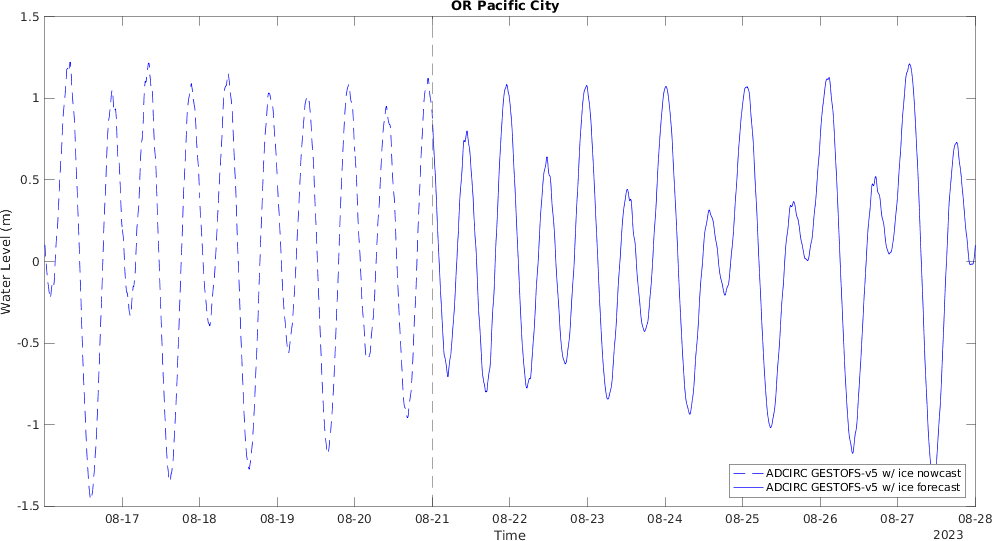 OR Pacific City
1.5
1
0.5
0
-0.5
-1
-1.5
Water Level (m)
08-17 08-18 08-19 08-20 08-21 08-22 08-23 08-24 08-25 08-26 08-27 08-28
Time
2023
ADCIRC GESTOFS-v5 w/ ice nowcast
ADCIRC GESTOFS-v5 w/ ice forecast